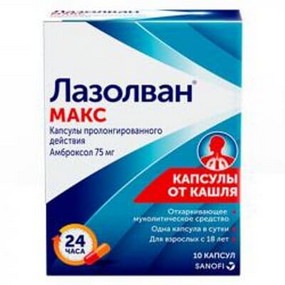 Лазолван®
МАКС
Капсулы пролонгированного
действия
Амброксол 75 мг
КАПСУЛЫ
ОТ КАШЛЯ
Отхаркивающее
муколитическое средство
Одна капсула в сутки
Для взрослых с 18 лет
24
ЧАСА
10 КАПСУЛ
SANOFI